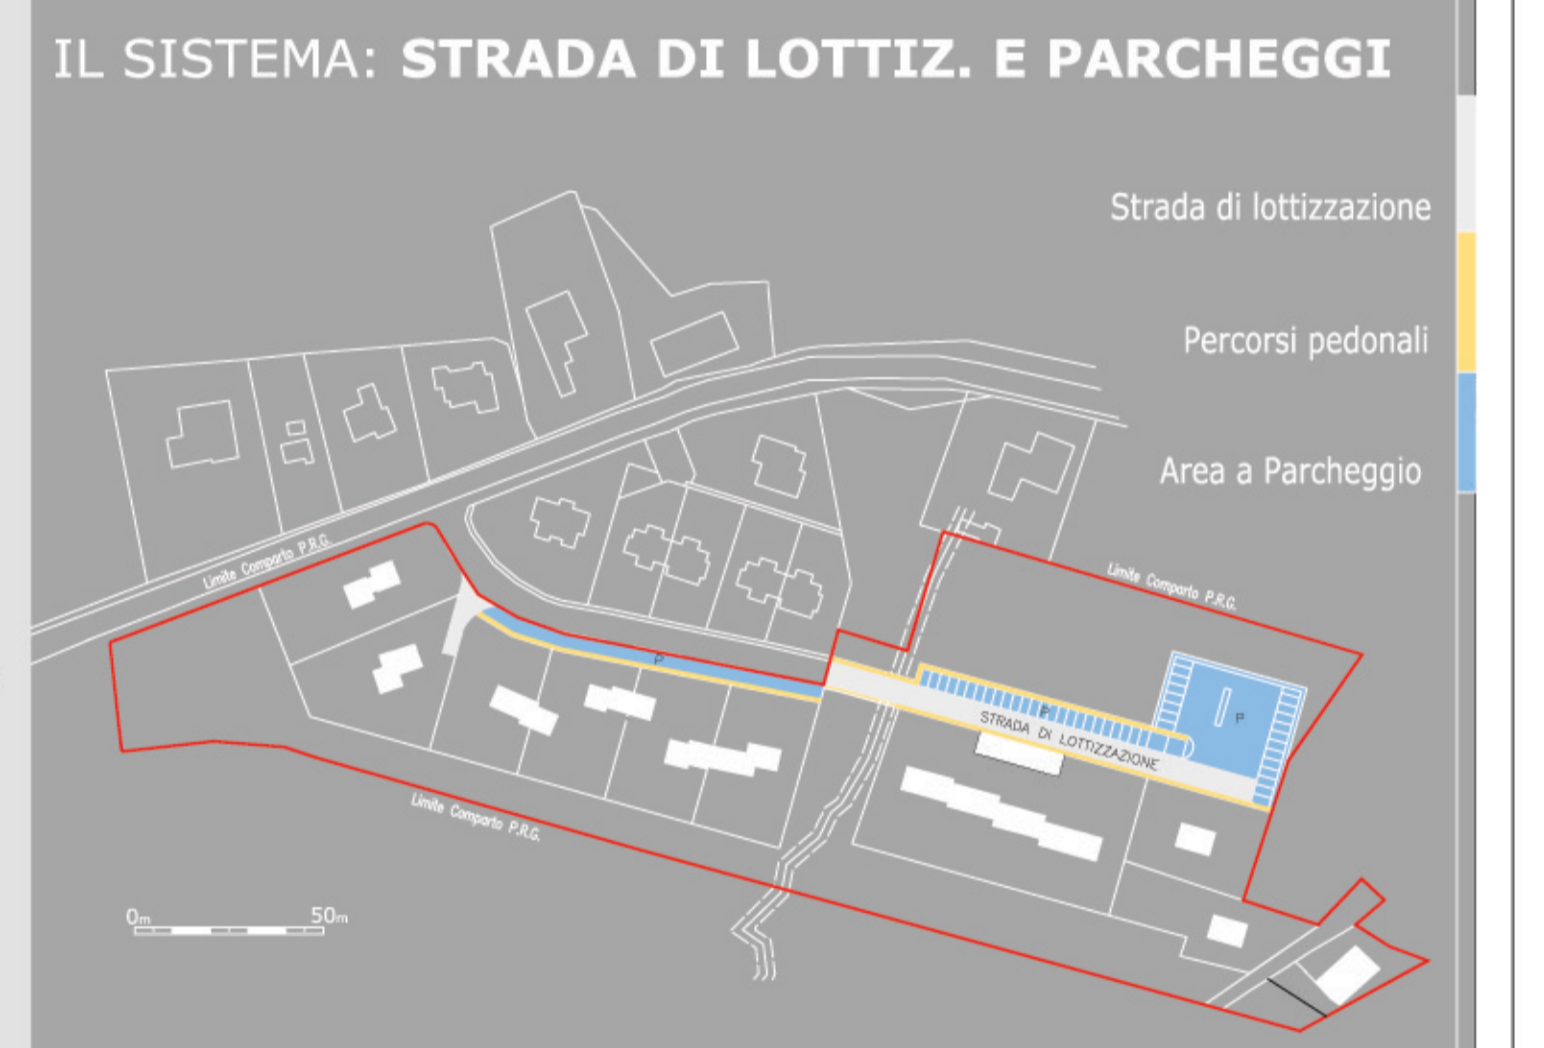 IL SISTEMA: STRADA DI LOTTIZ. E PARCHEGGI
Strada di lottizzazione
Percorsi pedonali
Area a Parcheggio
Limite Comparto P.R.G.
Limite Comparto P.R.G.
P
P
P
STRADA DI LOTTIZZAZIONE
Limite Comparto P.R.G.
0m 50m